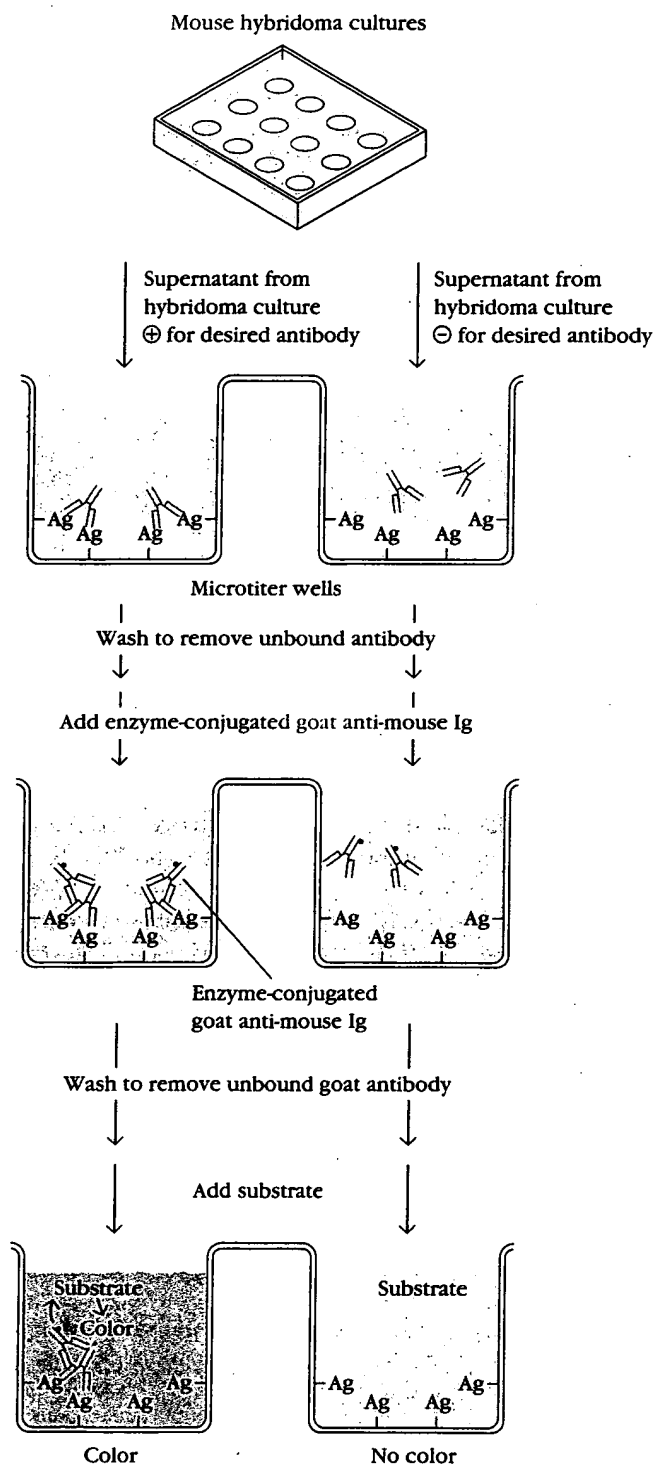 Mouse hybridoma cultures
Supernatant from
hybridoma culture
⊕ for desired antibody
Supernatant from
hybridoma culture
⊖ for desired antibody
Ag Ag Ag Ag
Ag Ag Ag Ag
Microtiter wells
Wash to remove unbound antibody
Add enzyme-conjugated goat anti-mouse Ig
Ag Ag Ag Ag
Ag Ag Ag Ag
Enzyme-conjugated
goat anti-mouse Ig
Wash to remove unbound goat antibody
Add substrate
Substrate
Color
Ag Ag Ag Ag
Substrate
Ag Ag Ag Ag
Color
No color